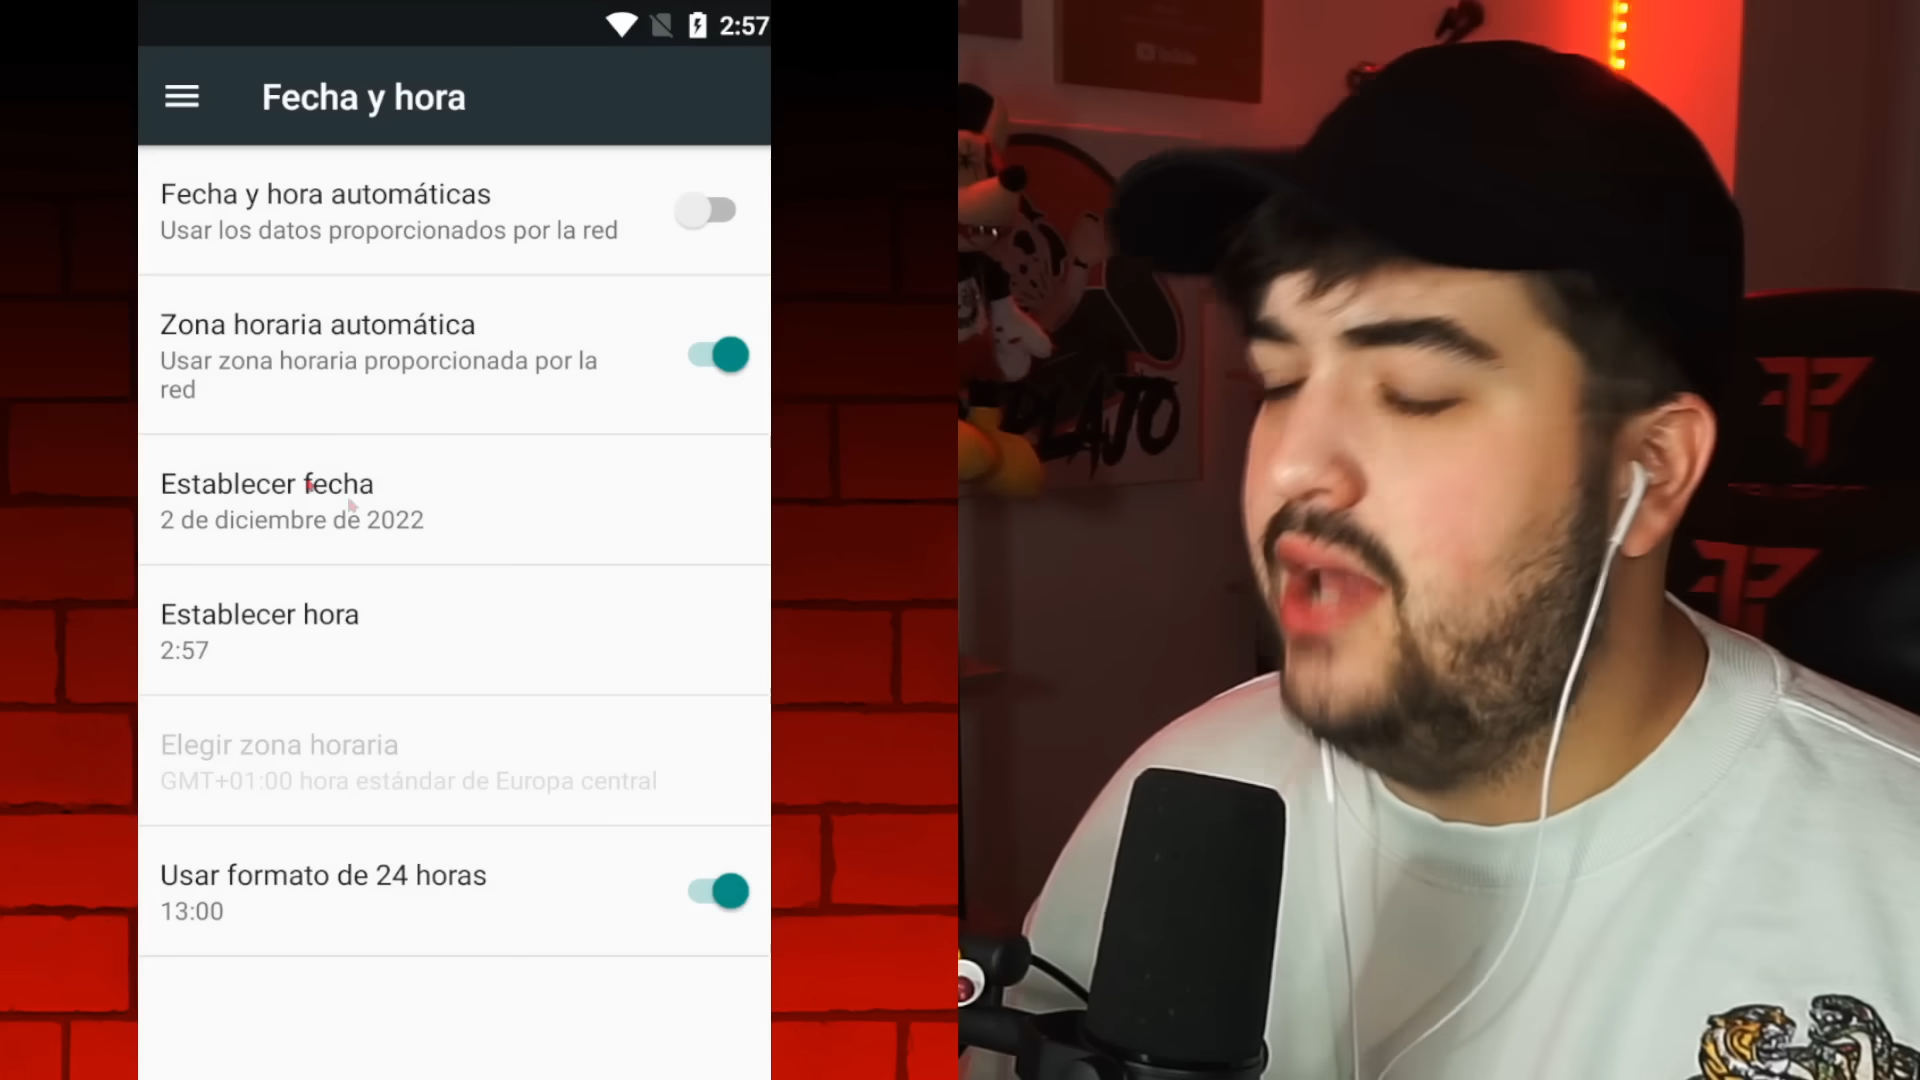 2:57
Fecha y hora
Fecha y hora automáticas
Usar los datos proporcionados por la red
Zona horaria automática
Usar zona horaria proporcionada por la
red
Establecer fecha
2 de diciembre de 2022
Establecer hora
2:57
Elegir zona horaria
GMT+01:00 hora estándar de Europa central
Usar formato de 24 horas
13:00
YouTube
PLAJO